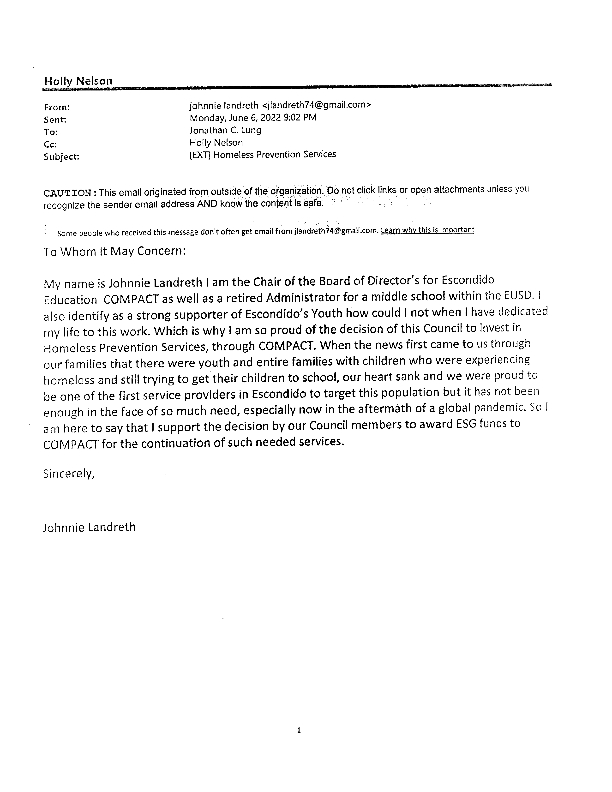 Holly Nelson
From: johnnie landreth <jlandreth74@gmail.com>
Sent: Monday, June 6, 2022 9:02 PM
To: Jonathan C. Lung
Cc: Holly Nelson
Subject: [EXT] Homeless Prevention Services
CAUTION : This email originated from outside of the organization. Do not click links or open attachments unless you
recognize the sender email address AND know the content is safe.
Some people who received this message don't often get email from jlandreth74@gmail.com. Learn why this is important
To Whom it May Concern:
My name is Johnnie Landreth I am the Chair of the Board of Director's for Escondido
Education COMPACT as well as a retired Administrator for a middle school within the EUSD. I
also identify as a strong supporter of Escondido's Youth how could I not when I have dedicated
my life to this work. Which is why I am so proud of the decision of this Council to invest in
Homeless Prevention Services, through COMPACT. When the news first came to us through
our families that there were youth and entire families with children who were experiencing
homeless and still trying to get their children to school, our heart sank and we were proud to
be one of the first service providers in Escondido to target this population but it has not been
enough in the face of so much need, especially now in the aftermath of a global pandemic. So I
am here to say that I support the decision by our Council members to award ESG funds to
COMPACT for the continuation of such needed services.
Sincerely,
Johnnie Landreth
1